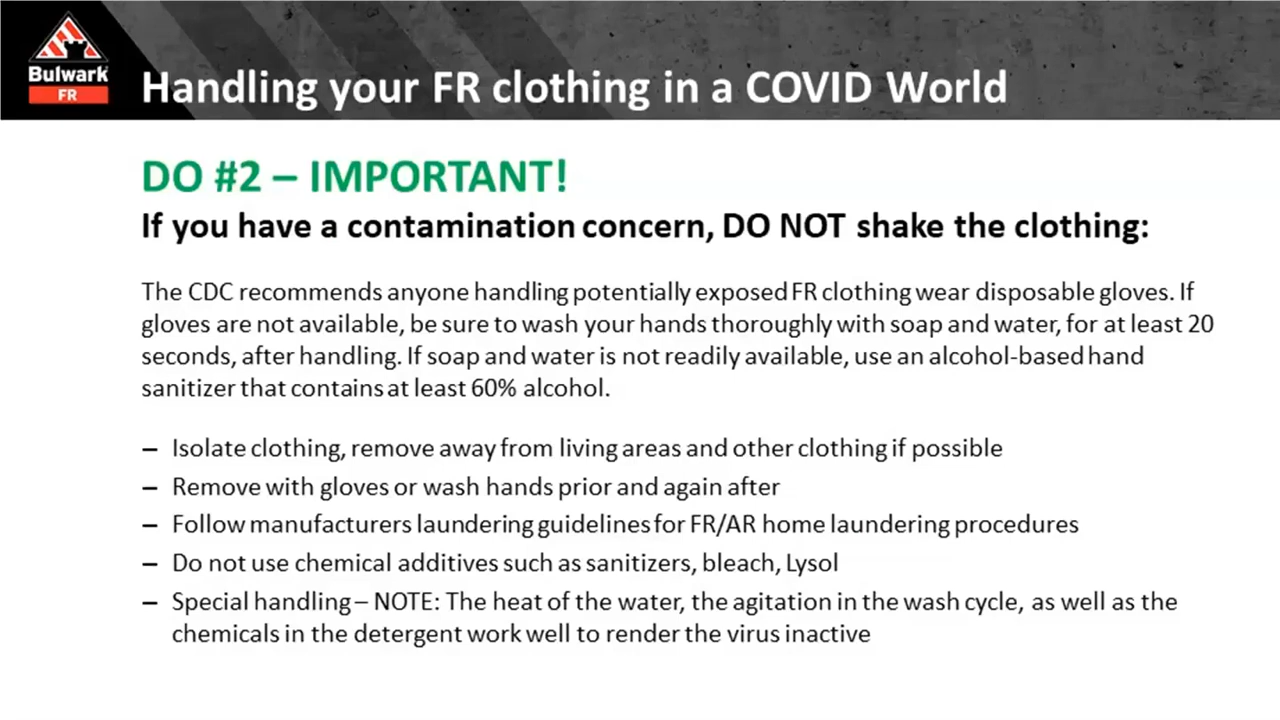 Bulwark
FR
Handling your FR clothing in a COVID World
DO #2 – IMPORTANT!
If you have a contamination concern, DO NOT shake the clothing:
The CDC recommends anyone handling potentially exposed FR clothing wear disposable gloves. If
gloves are not available, be sure to wash your hands thoroughly with soap and water, for at least 20
seconds, after handling. If soap and water is not readily available, use an alcohol-based hand
sanitizer that contains at least 60% alcohol.
– Isolate clothing, remove away from living areas and other clothing if possible
– Remove with gloves or wash hands prior and again after
– Follow manufacturers laundering guidelines for FR/AR home laundering procedures
– Do not use chemical additives such as sanitizers, bleach, Lysol
– Special handling – NOTE: The heat of the water, the agitation in the wash cycle, as well as the
chemicals in the detergent work well to render the virus inactive